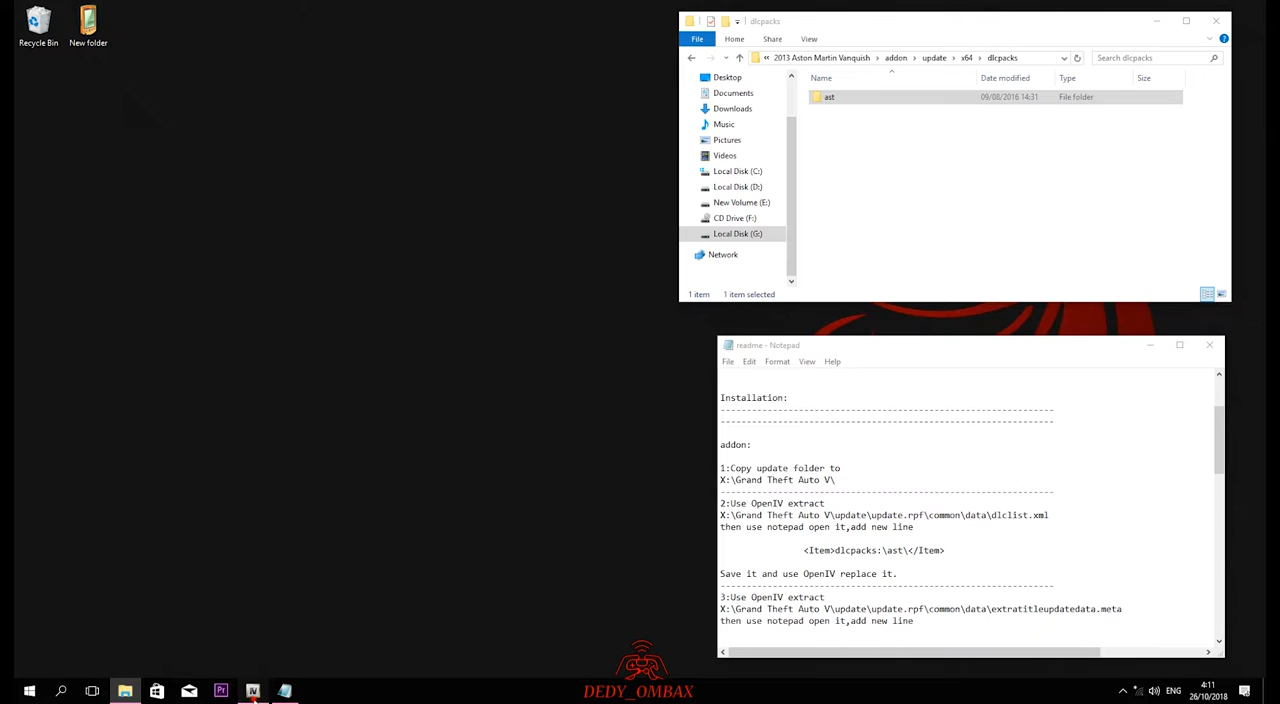 Recycle Bin
New folder
dlcpacks
File Home Share View
« 2013 Aston Martin Vanquish › addon › update › x64 › dlcpacks
Search dlcpacks
Name Date modified Type Size
ast 09/08/2016 14:31 File folder
Desktop
Documents
Downloads
Music
Pictures
Videos
Local Disk (C:)
Local Disk (D:)
New Volume (E:)
CD Drive (F:)
Local Disk (G:)
Network
1 item 1 item selected
readme - Notepad
File Edit Format View Help
Installation:
---------------------------------------------------------------
---------------------------------------------------------------
addon:
1:Copy update folder to
X:\Grand Theft Auto V\
---------------------------------------------------------------
2:Use OpenIV extract
X:\Grand Theft Auto V\update\update.rpf\common\data\dlclist.xml
then use notepad open it,add new line
<Item>dlcpacks:\ast\</Item>
Save it and use OpenIV replace it.
---------------------------------------------------------------
3:Use OpenIV extract
X:\Grand Theft Auto V\update\update.rpf\common\data\extratitleupdatedata.meta
then use notepad open it,add new line
DEDY_OMBAX
Pr
IV
ENG
4:11
26/10/2018